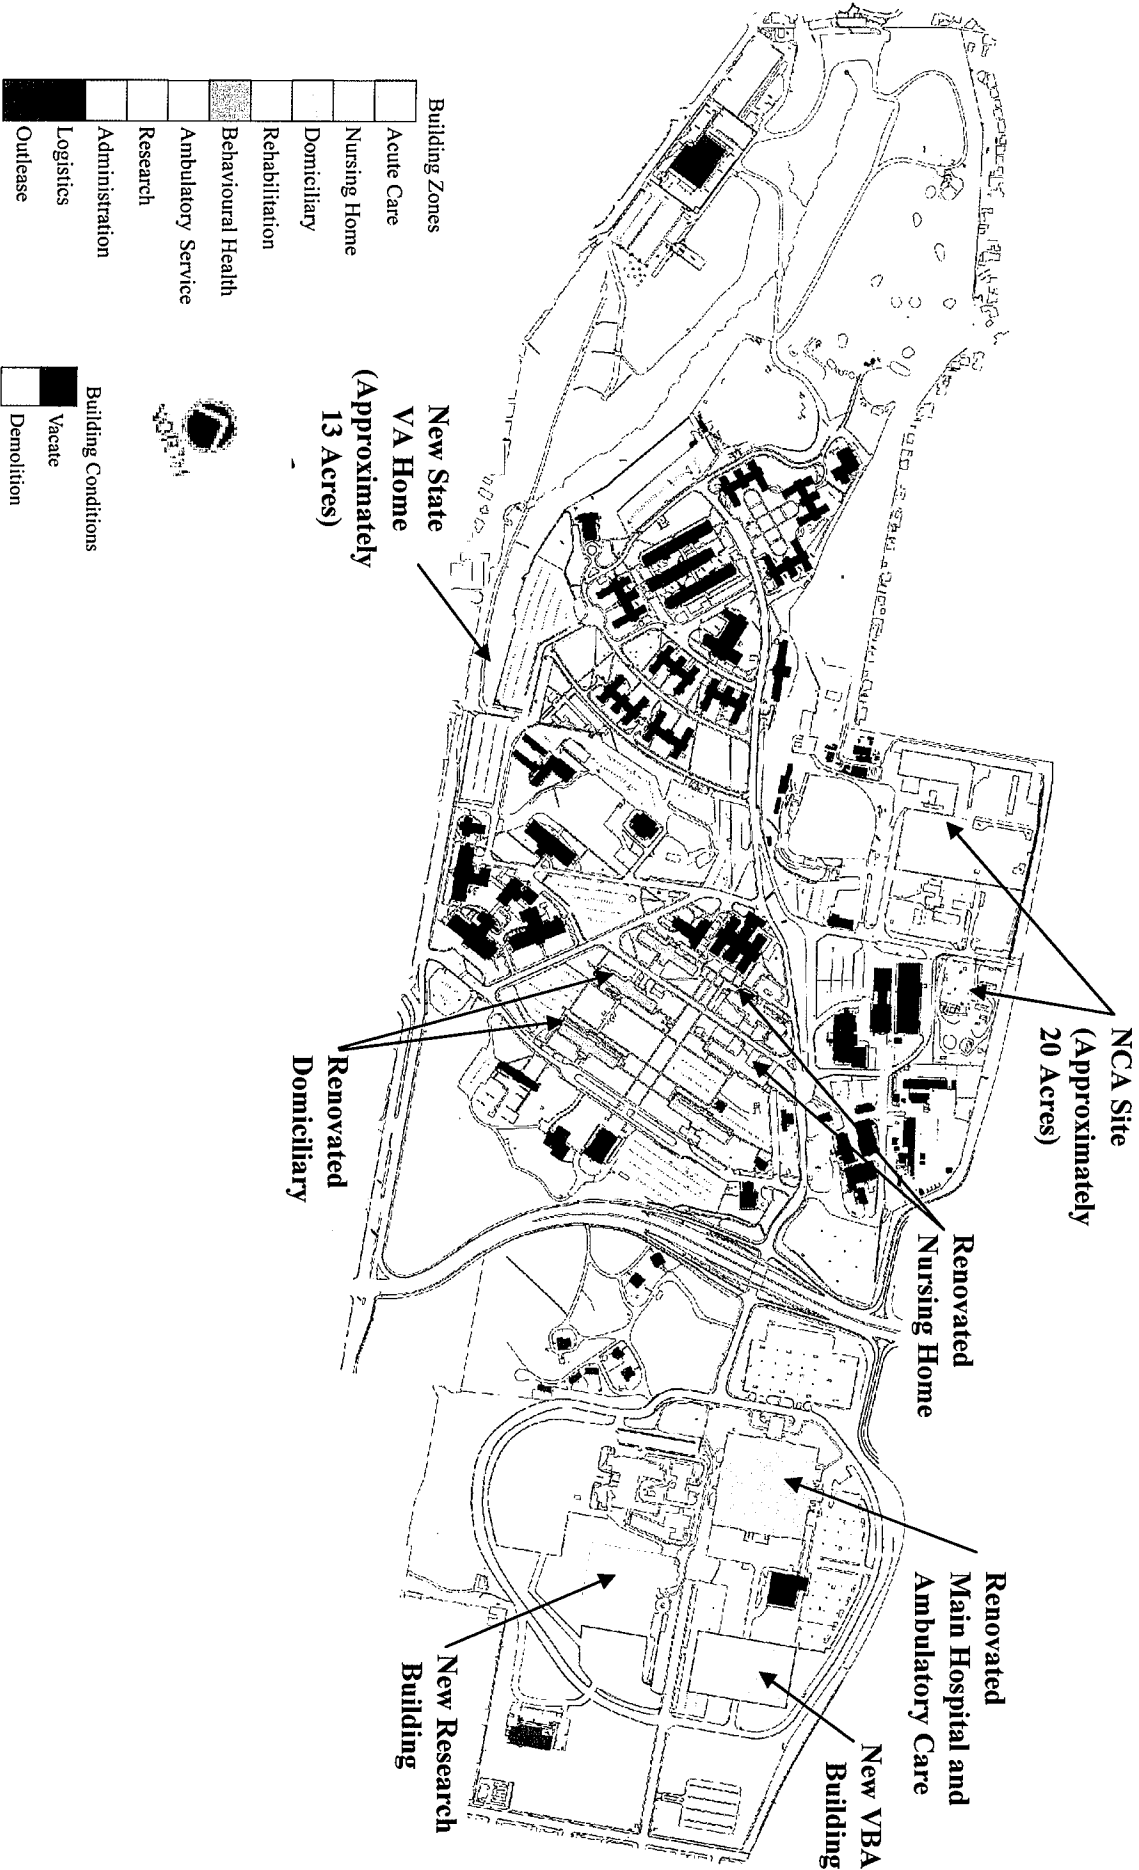 NCA Site
(Approximately
20 Acres)
Renovated
Nursing Home
Renovated
Main Hospital and
Ambulatory Care
New VBA
Building
New State
VA Home
(Approximately
13 Acres)
Renovated
Domiciliary
New Research
Building
Building Zones
Acute Care
Nursing Home
Domiciliary
Rehabilitation
Behavioural Health
Ambulatory Service
Research
Administration
Logistics
Outlease
Building Conditions
Vacate
Demolition